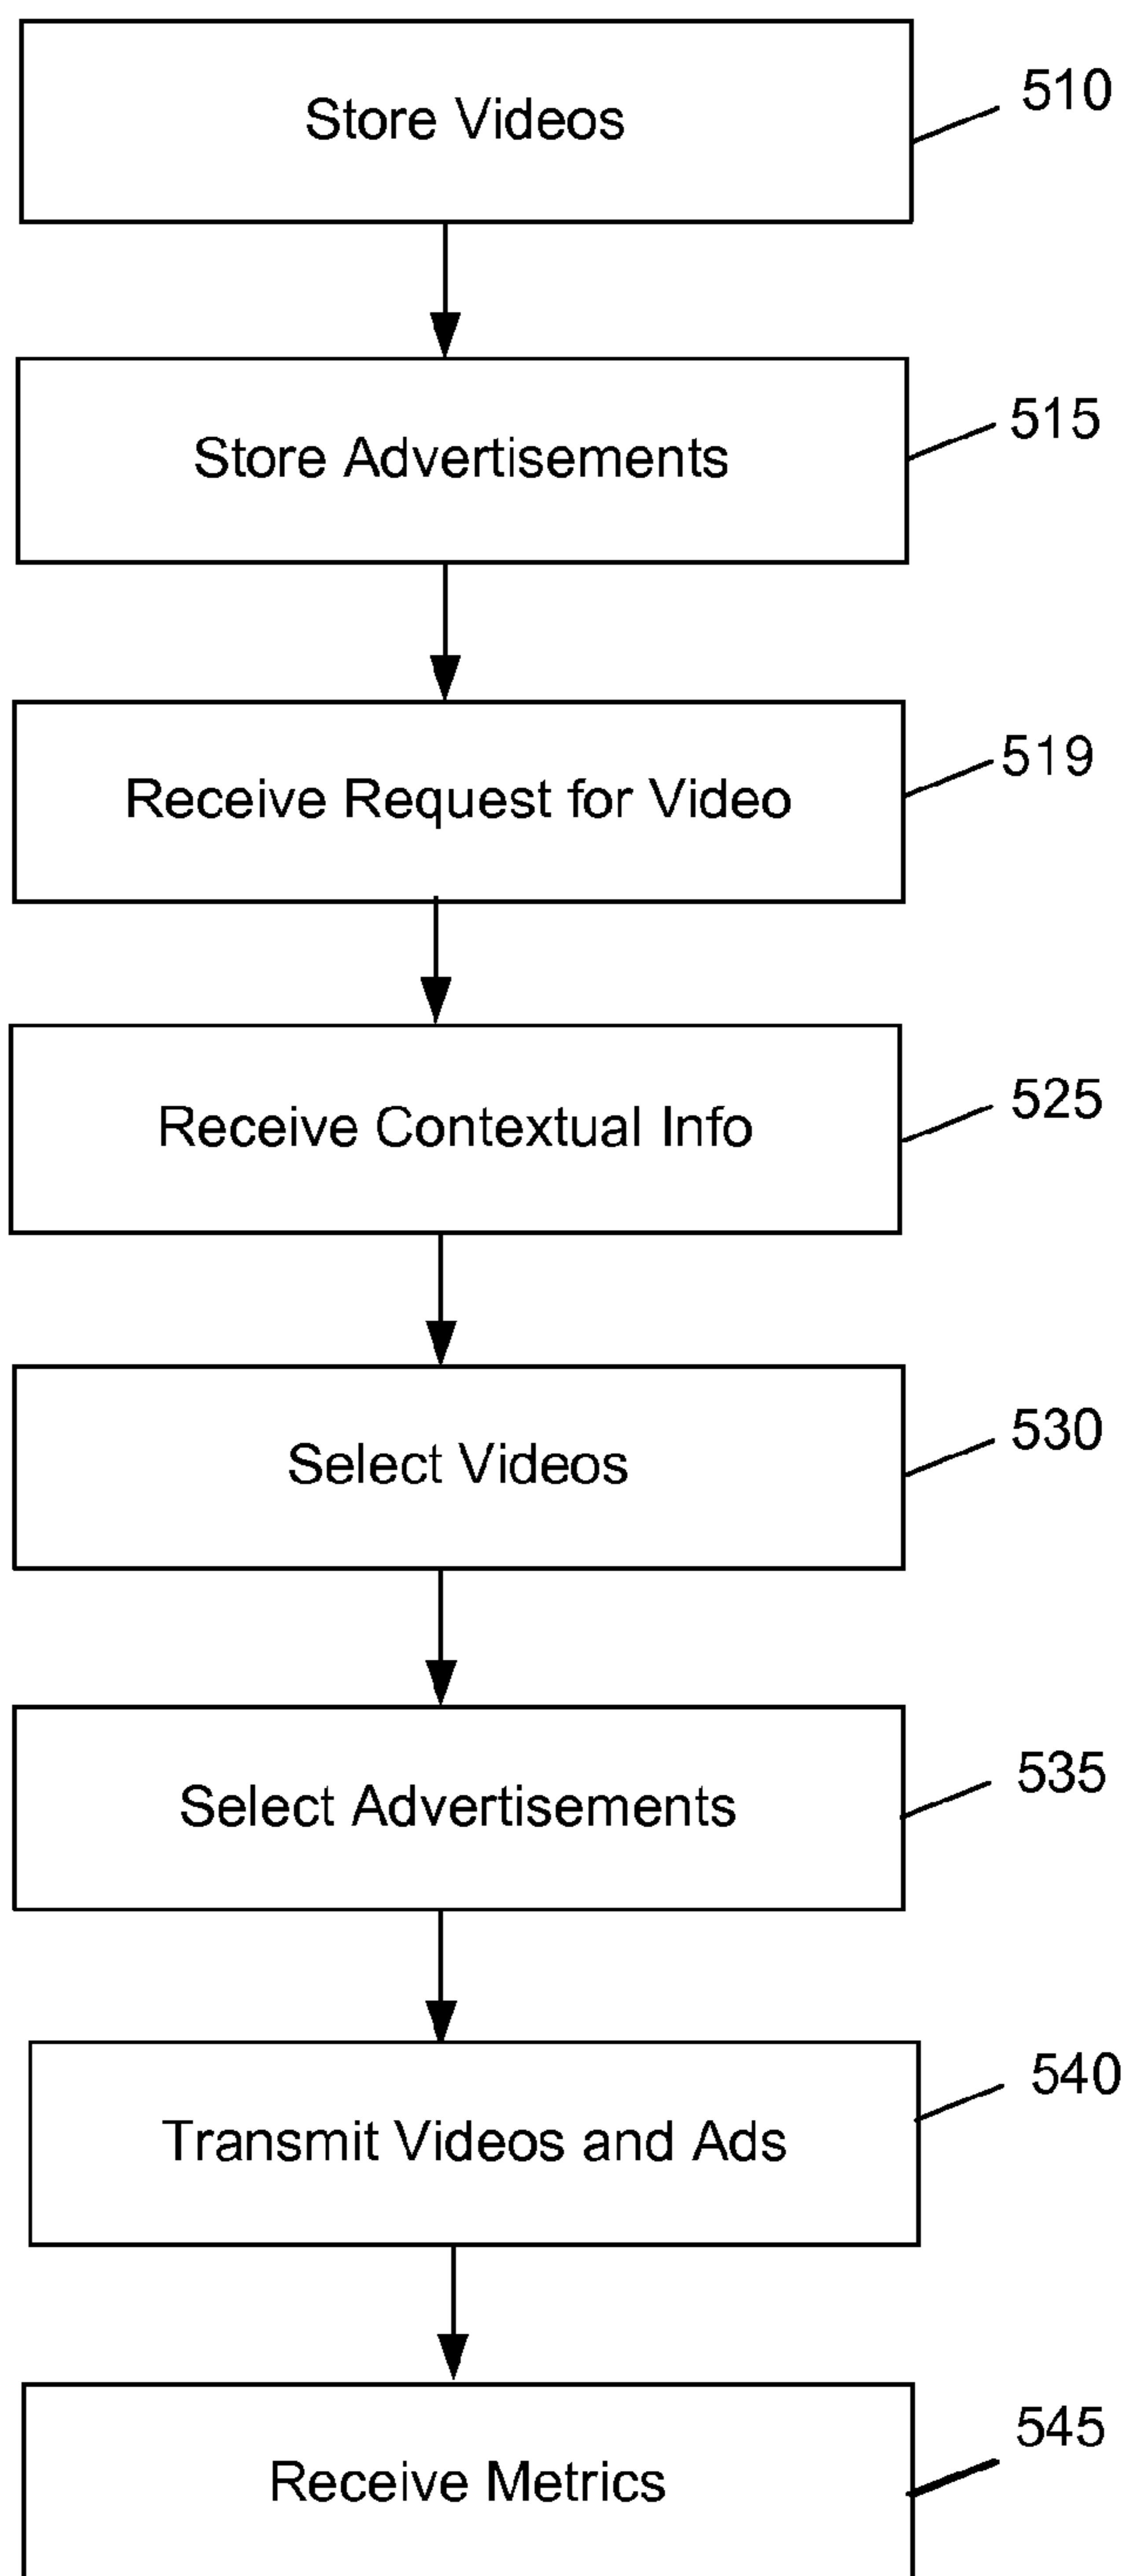 Store Videos
510
Store Advertisements
515
Receive Request for Video
519
Receive Contextual Info
525
Select Videos
530
Select Advertisements
535
Transmit Videos and Ads
540
Receive Metrics
545